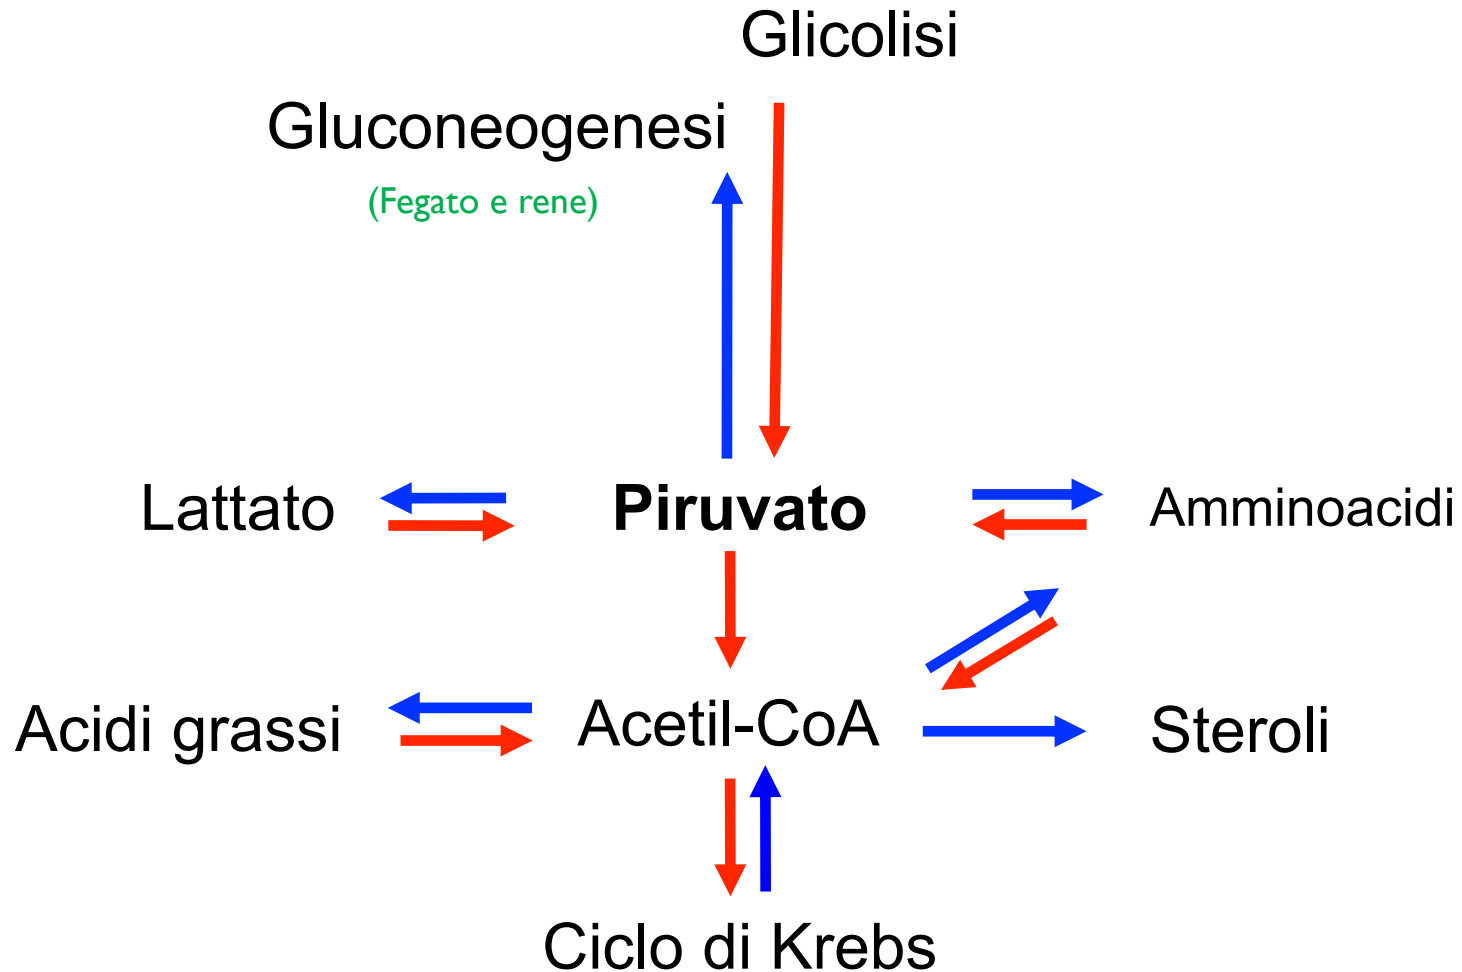 Glicolisi
Gluconeogenesi
(Fegato e rene)
Lattato
Piruvato
Amminoacidi
Acidi grassi
Acetil-CoA
Steroli
Ciclo di Krebs